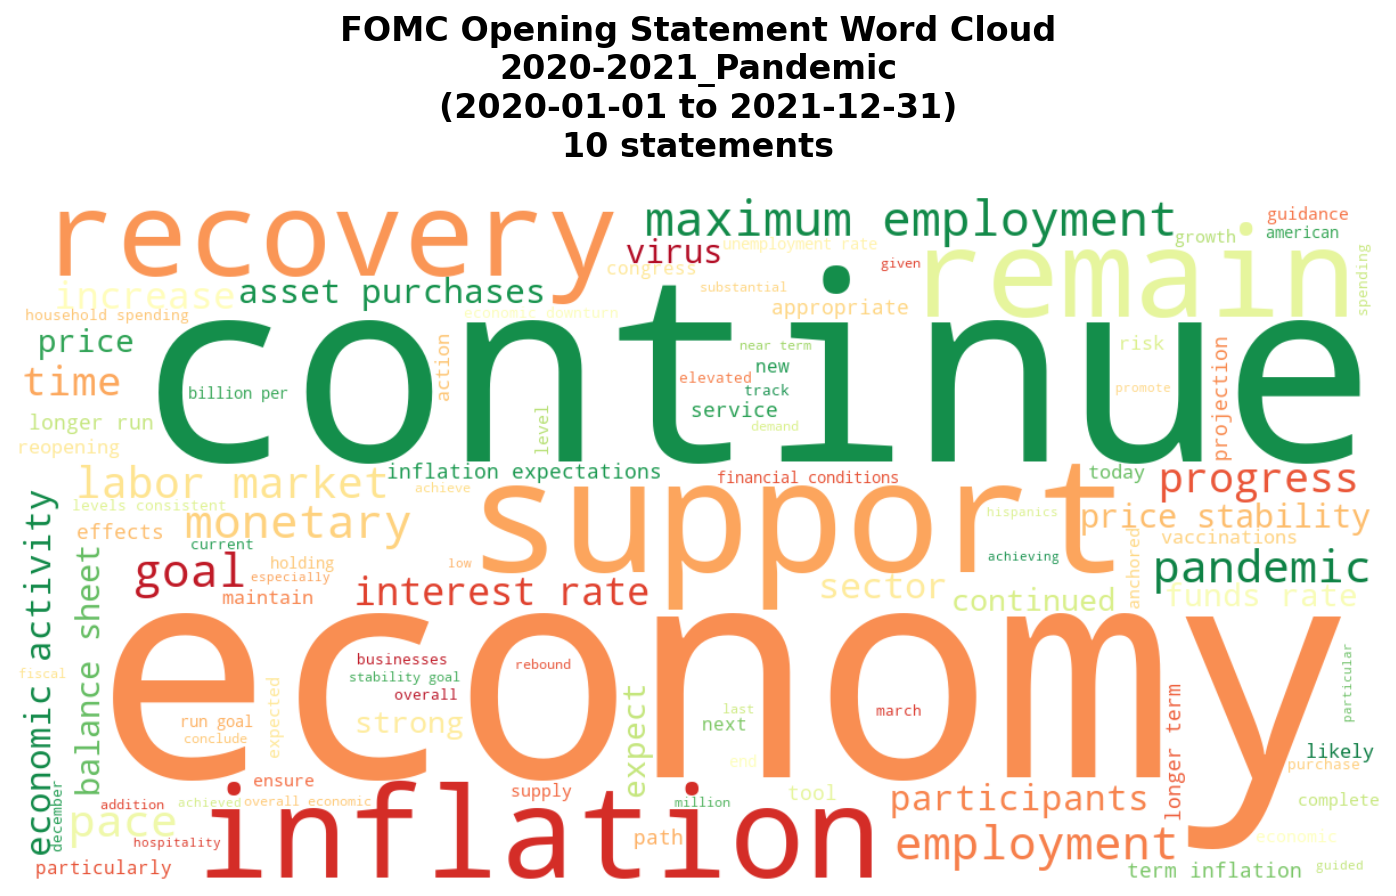 FOMC Opening Statement Word Cloud
2020-2021_Pandemic
(2020-01-01 to 2021-12-31)
10 statements
recovery
maximum employment
guidance
american
growth
virus
unemployment rate
congress
given
remain
spending
increase
asset purchases
substantial
appropriate
household spending
economic downturn
continue
price
action
near term
risk
time
billion per
elevated
new
track
promote
projection
longer run
level
service
demand
reopening
labor market
inflation expectations
financial conditions
today
progress
achieve
support
levels consistent
monetary
hispanics
price stability
effects
current
vaccinations
economic activity
balance sheet
goal
holding
especially
low
achieving
anchored
pandemic
maintain
interest rate
sector
continued
funds rate
economy
businesses
rebound
stability goal
overall
fiscal
expected
run goal
conclude
strong
expect
last
next
march
longer term
particular
likely
purchase
end
ensure
supply
tool
participants
complete
december
addition
achieved
overall economic
million
pace
hospitality
inflation
path
employment
economic
particularly
term inflation
guided